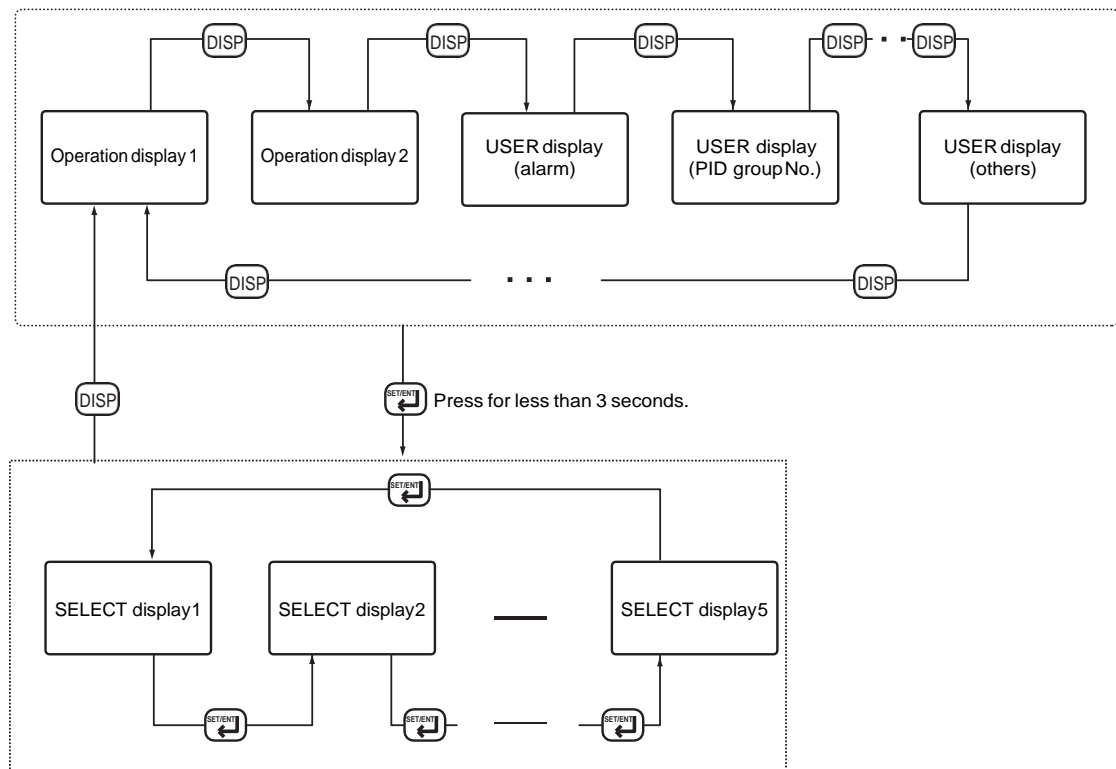 DISP DISP DISP DISP DISP
Operation display 1
Operation display 2
USER display
(alarm)
USER display
(PID group No.)
USER display
(others)
DISP DISP
DISP
SET/ENT Press for less than 3 seconds.
SET/ENT
SELECT display1
SELECT display2
SELECT display5
SET/ENT SET/ENT SET/ENT